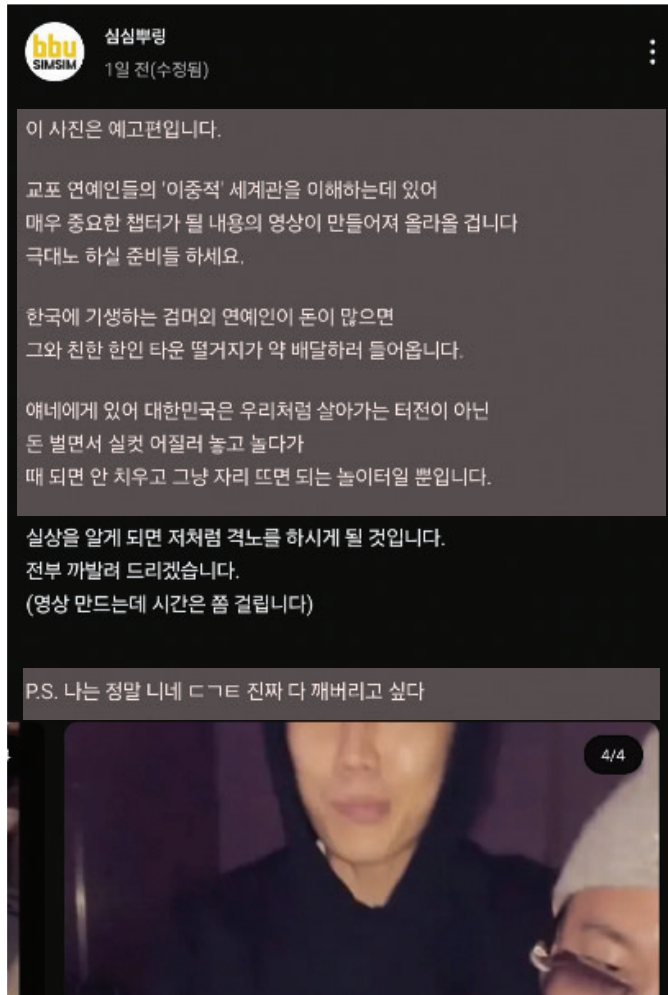 bbu
SIMSIM
심심뿌링
1일 전(수정됨)
이 사진은 예고편입니다.
교포 연예인들의 '이중적' 세계관을 이해하는데 있어
매우 중요한 챕터가 될 내용의 영상이 만들어져 올라올 겁니다
극대노 하실 준비들 하세요.
한국에 기생하는 검머외 연예인이 돈이 많으면
그와 친한 한인 타운 떨거지가 약 배달하러 들어옵니다.
얘네에게 있어 대한민국은 우리처럼 살아가는 터전이 아닌
돈 벌면서 실컷 어질러 놓고 놀다가
때 되면 안 치우고 그냥 자리 뜨면 되는 놀이터일 뿐입니다.
실상을 알게 되면 저처럼 격노를 하시게 될 것입니다.
전부 까발려 드리겠습니다.
(영상 만드는데 시간은 쫌 걸립니다)
P.S. 나는 정말 니네 ㄷㄱㅌ 진짜 다 깨버리고 싶다
4/4